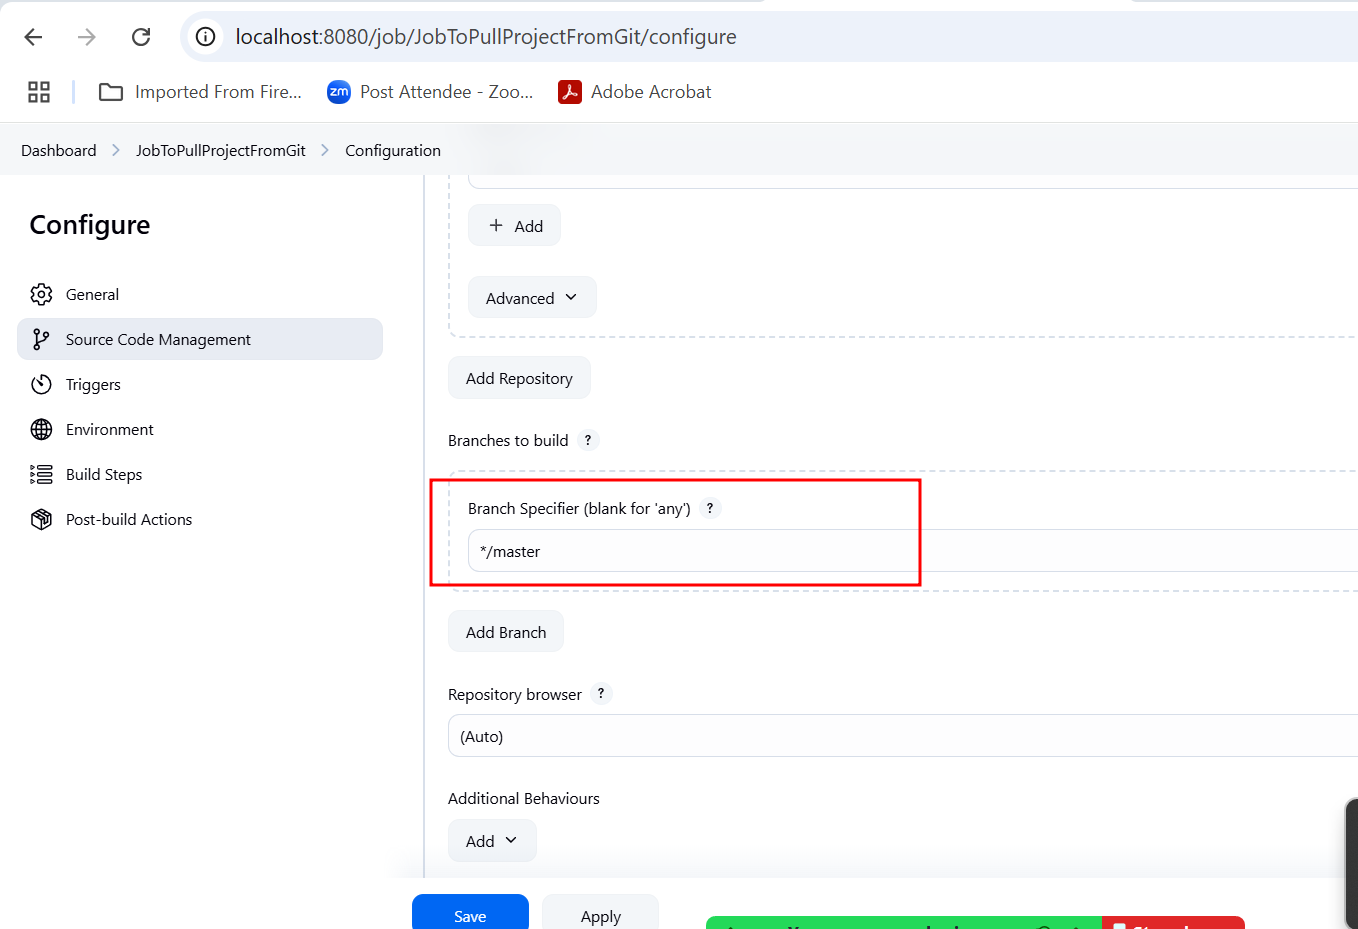 localhost:8080/job/JobToPullProjectFromGit/configure
Imported From Fire...
zm
Post Attendee - Zoo...
Adobe Acrobat
Dashboard
JobToPullProjectFromGit
Configuration
Configure
General
Source Code Management
Triggers
Environment
Build Steps
Post-build Actions
+ Add
Advanced
Add Repository
Branches to build ?
Branch Specifier (blank for 'any') ?
*/master
Add Branch
Repository browser ?
(Auto)
Additional Behaviours
Add
Save
Apply